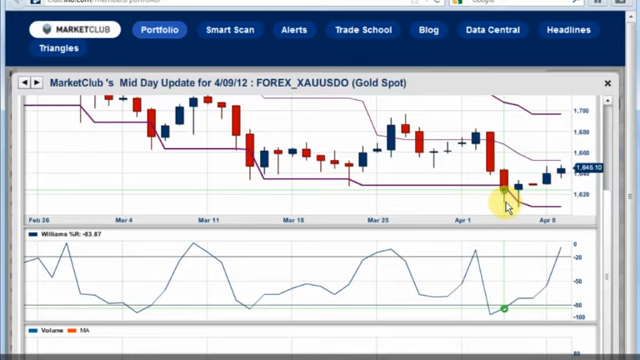 MARKETCLUB
Portfolio
Smart Scan
Alerts
Trade School
Blog
Data Central
Headlines
Triangles
MarketClub 's Mid Day Update for 4/09/12 : FOREX_XAUUSDO (Gold Spot)
1,700
1,680
1,660
1,645.10
1,640
1,620
Feb 26
Mar 4
Mar 11
Mar 18
Mar 25
Apr 1
Apr 8
Williams %R: -83.87
0
-20
-40
-60
-80
-100
Volume
MA
80